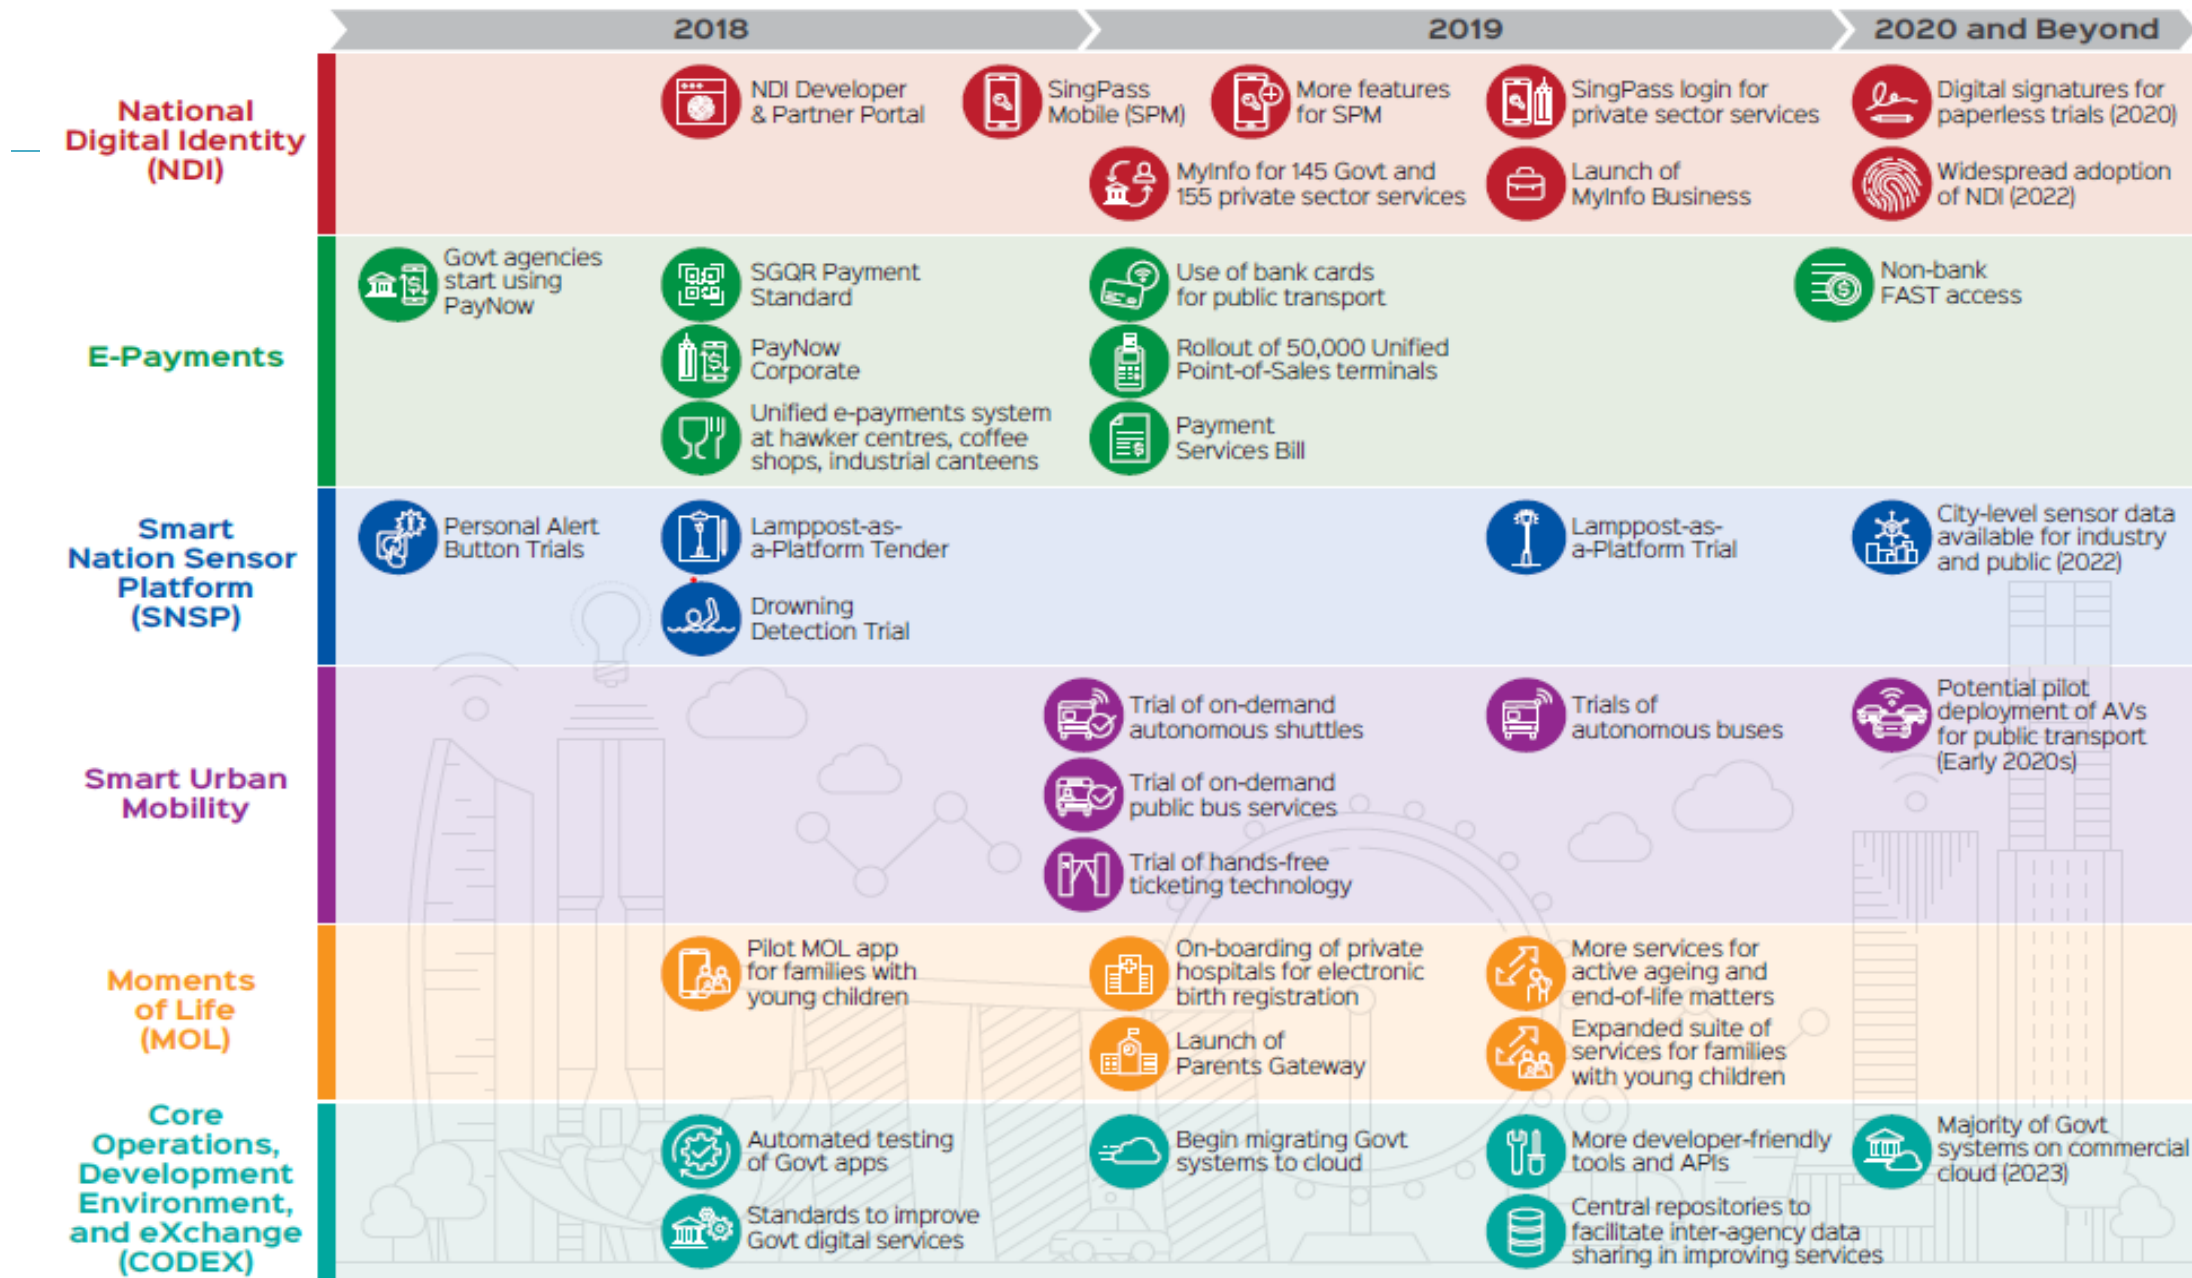 2018
2019
2020 and Beyond
National
Digital Identity
(NDI)
NDI Developer
& Partner Portal
SingPass
Mobile (SPM)
More features
for SPM
SingPass login for
private sector services
Digital signatures for
paperless trials (2020)
MyInfo for 145 Govt and
155 private sector services
Launch of
MyInfo Business
Widespread adoption
of NDI (2022)
E-Payments
Govt agencies
start using
PayNow
SGQR Payment
Standard
Use of bank cards
for public transport
Non-bank
FAST access
PayNow
Corporate
Rollout of 50,000 Unified
Point-of-Sales terminals
Unified e-payments system
at hawker centres, coffee
shops, industrial canteens
Payment
Services Bill
Smart
Nation Sensor
Platform
(SNSP)
Personal Alert
Button Trials
Lamppost-as-
a-Platform Tender
Lamppost-as-
a-Platform Trial
City-level sensor data
available for industry
and public (2022)
Drowning
Detection Trial
Smart Urban
Mobility
Trial of on-demand
autonomous shuttles
Trials of
autonomous buses
Potential pilot
deployment of AVs
for public transport
(Early 2020s)
Trial of on-demand
public bus services
Trial of hands-free
ticketing technology
Moments
of Life
(MOL)
Pilot MOL app
for families with
young children
On-boarding of private
hospitals for electronic
birth registration
More services for
active ageing and
end-of-life matters
Launch of
Parents Gateway
Expanded suite of
services for families
with young children
Core
Operations,
Development
Environment,
and eXchange
(CODEX)
Automated testing
of Govt apps
Begin migrating Govt
systems to cloud
More developer-friendly
tools and APIs
Majority of Govt
systems on commercial
cloud (2023)
Standards to improve
Govt digital services
Central repositories to
facilitate inter-agency data
sharing in improving services